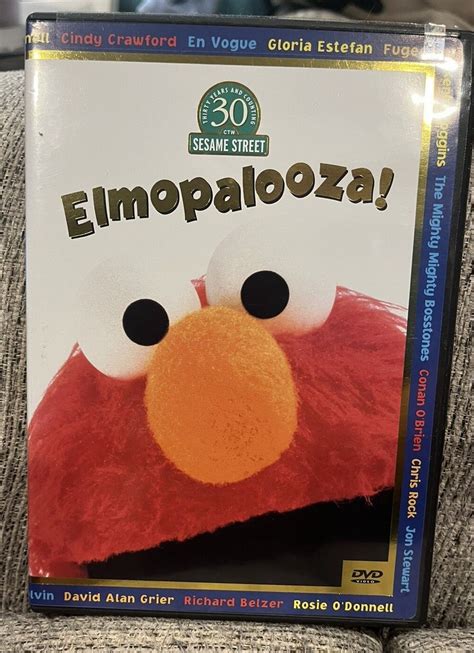 Cindy Crawford En Vogue Gloria Estefan
THIRTY YEARS AND COUNTING
30
CTW
SESAME STREET
Elmopalooza!
The Mighty Mighty Bosstones Conan O'Brien Chris Rock Jon Stewart
DVD
VIDEO
David Alan Grier Richard Belzer Rosie O'Donnell